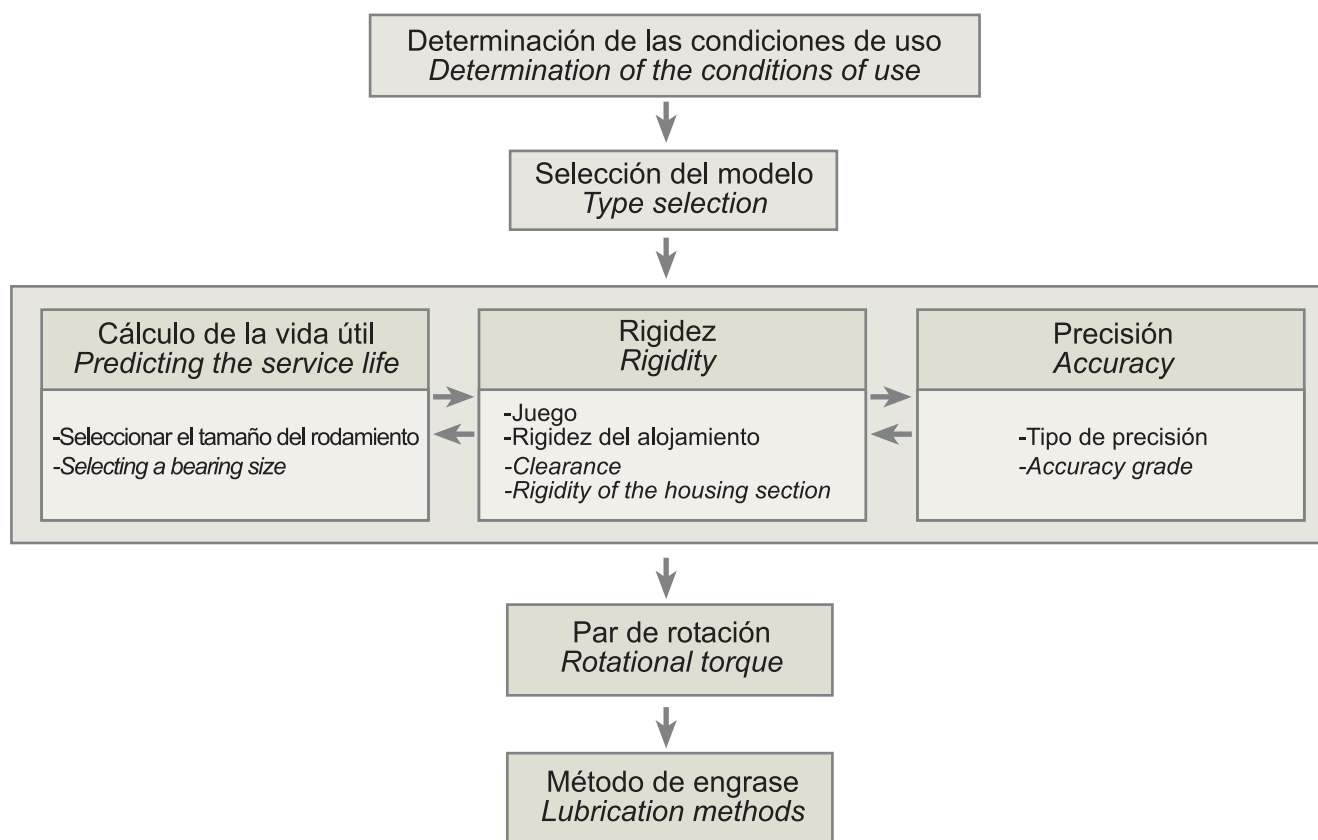 Determinación de las condiciones de uso
Determination of the conditions of use
Selección del modelo
Type selection
Cálculo de la vida útil
Predicting the service life
-Seleccionar el tamaño del rodamiento
-Selecting a bearing size
Rigidez
Rigidity
-Juego
-Rigidez del alojamiento
-Clearance
-Rigidity of the housing section
Precisión
Accuracy
-Tipo de precisión
-Accuracy grade
Par de rotación
Rotational torque
Método de engrase
Lubrication methods